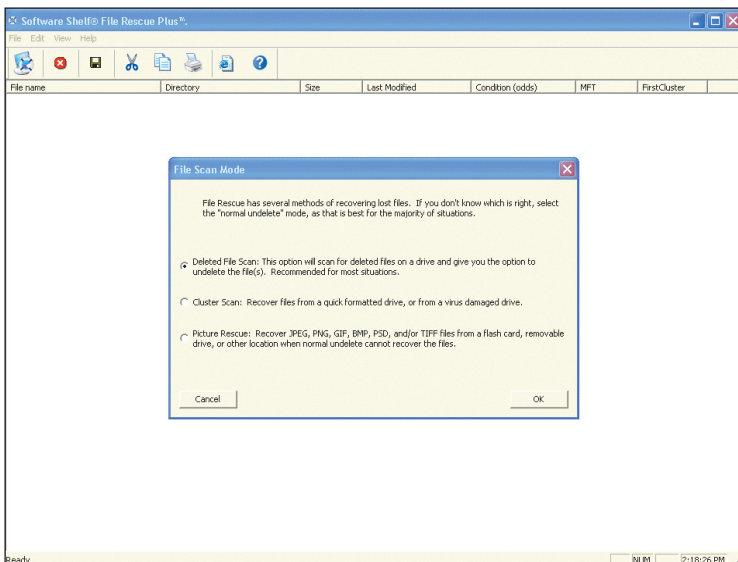 Software Shelf® File Rescue Plus™.
File Edit View Help
File name Directory Size Last Modified Condition (odds) MFT FirstCluster
File Scan Mode
File Rescue has several methods of recovering lost files. If you don't know which is right, select
the "normal undelete" mode, as that is best for the majority of situations.
Deleted File Scan: This option will scan for deleted files on a drive and give you the option to
undelete the file(s). Recommended for most situations.
Cluster Scan: Recover files from a quick formatted drive, or from a virus damaged drive.
Picture Rescue: Recover JPEG, PNG, GIF, BMP, PSD, and/or TIFF files from a flash card, removable
drive, or other location when normal undelete cannot recover the files.
Cancel OK
Ready NUM 2:18:26 PM